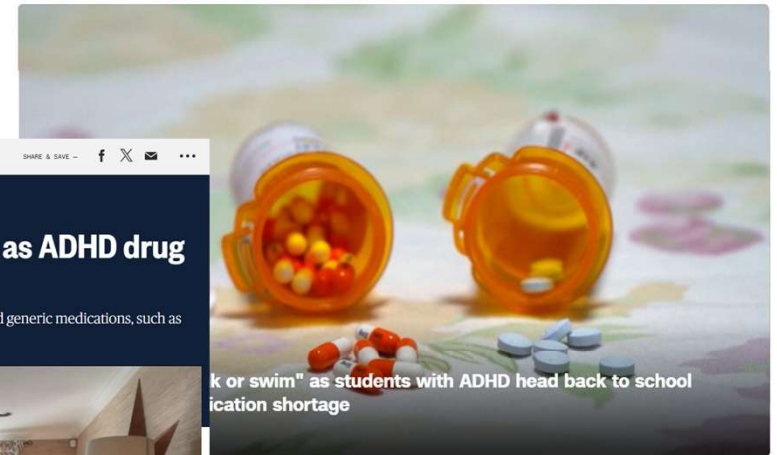 SHARE & SAVE —
as ADHD drug
d generic medications, such as
k or swim" as students with ADHD head back to school
ication shortage